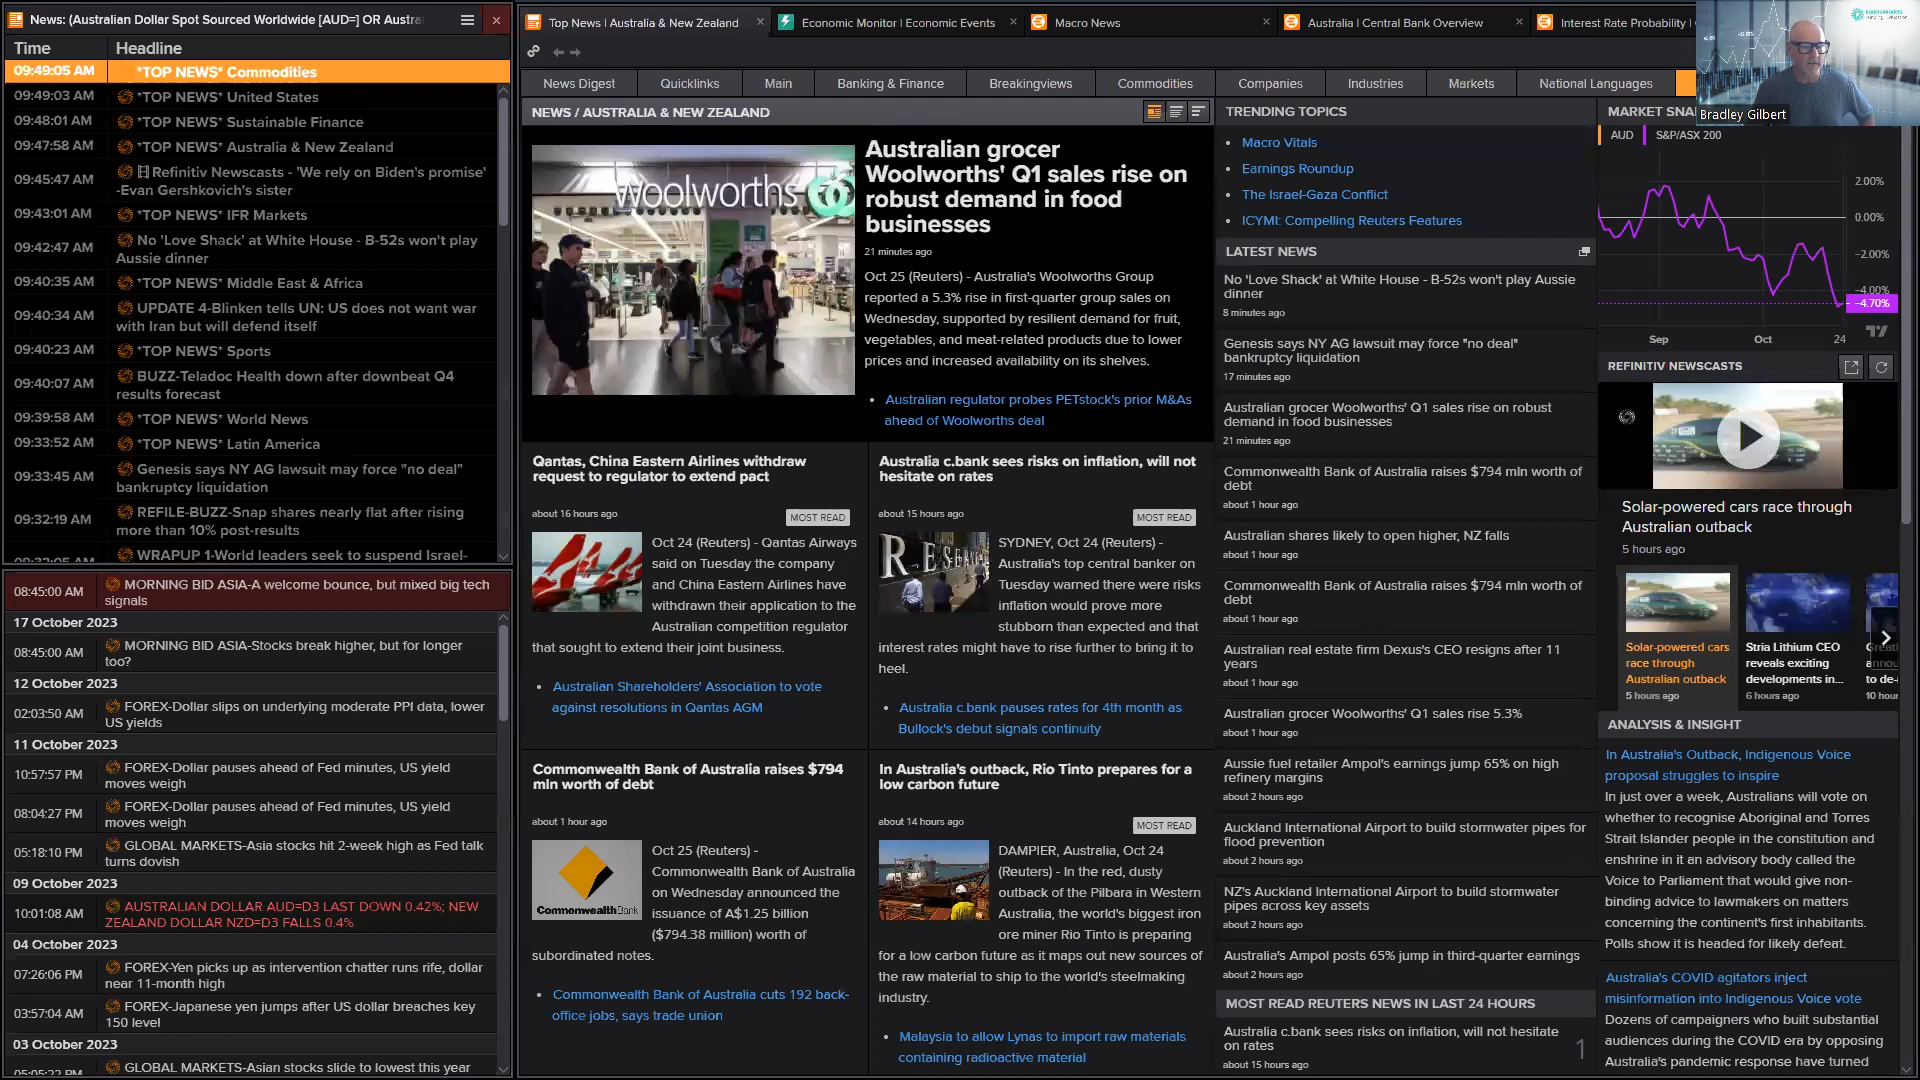 News: (Australian Dollar Spot Sourced Worldwide [AUD=] OR Austra
Time
Headline
09:49:05 AM
*TOP NEWS* Commodities
09:49:03 AM
*TOP NEWS* United States
09:48:01 AM
*TOP NEWS* Sustainable Finance
09:47:58 AM
*TOP NEWS* Australia & New Zealand
09:45:47 AM
Refinitiv Newscasts - 'We rely on Biden's promise'
-Evan Gershkovich's sister
09:43:01 AM
*TOP NEWS* IFR Markets
09:42:47 AM
No 'Love Shack' at White House - B-52s won't play
Aussie dinner
09:40:35 AM
*TOP NEWS* Middle East & Africa
09:40:34 AM
UPDATE 4-Blinken tells UN: US does not want war
with Iran but will defend itself
09:40:23 AM
*TOP NEWS* Sports
09:40:07 AM
BUZZ-Teladoc Health down after downbeat Q4
results forecast
09:39:58 AM
*TOP NEWS* World News
09:33:52 AM
*TOP NEWS* Latin America
09:33:45 AM
Genesis says NY AG lawsuit may force "no deal"
bankruptcy liquidation
09:32:19 AM
REFILE-BUZZ-Snap shares nearly flat after rising
more than 10% post-results
WRAPUP 1-World leaders seek to suspend Israel-
08:45:00 AM
MORNING BID ASIA-A welcome bounce, but mixed big tech
signals
17 October 2023
08:45:00 AM
MORNING BID ASIA-Stocks break higher, but for longer
too?
12 October 2023
02:03:50 AM
FOREX-Dollar slips on underlying moderate PPI data, lower
US yields
11 October 2023
10:57:57 PM
FOREX-Dollar pauses ahead of Fed minutes, US yield
moves weigh
08:04:27 PM
FOREX-Dollar pauses ahead of Fed minutes, US yield
moves weigh
05:18:10 PM
GLOBAL MARKETS-Asia stocks hit 2-week high as Fed talk
turns dovish
09 October 2023
10:01:08 AM
AUSTRALIAN DOLLAR AUD=D3 LAST DOWN 0.42%; NEW
ZEALAND DOLLAR NZD=D3 FALLS 0.4%
04 October 2023
07:26:06 PM
FOREX-Yen picks up as intervention chatter runs rife, dollar
near 11-month high
03:57:04 AM
FOREX-Japanese yen jumps after US dollar breaches key
150 level
03 October 2023
05:05:22 PM
GLOBAL MARKETS-Asian stocks slide to lowest this year
Top News | Australia & New Zealand
Economic Monitor | Economic Events
Macro News
Australia | Central Bank Overview
Interest Rate Probability |
News Digest
Quicklinks
Main
Banking & Finance
Breakingviews
Commodities
Companies
Industries
Markets
National Languages
NEWS / AUSTRALIA & NEW ZEALAND
woolworths
Australian grocer
Woolworths' Q1 sales rise on
robust demand in food
businesses
21 minutes ago
Oct 25 (Reuters) - Australia's Woolworths Group
reported a 5.3% rise in first-quarter group sales on
Wednesday, supported by resilient demand for fruit,
vegetables, and meat-related products due to lower
prices and increased availability on its shelves.
Australian regulator probes PETstock's prior M&As
ahead of Woolworths deal
Qantas, China Eastern Airlines withdraw
request to regulator to extend pact
about 16 hours ago
MOST READ
Oct 24 (Reuters) - Qantas Airways
said on Tuesday the company
and China Eastern Airlines have
withdrawn their application to the
Australian competition regulator
that sought to extend their joint business.
Australian Shareholders' Association to vote
against resolutions in Qantas AGM
Australia c.bank sees risks on inflation, will not
hesitate on rates
about 15 hours ago
MOST READ
RESERVE
SYDNEY, Oct 24 (Reuters) -
Australia's top central banker on
Tuesday warned there were risks
inflation would prove more
stubborn than expected and that
interest rates might have to rise further to bring it to
heel.
Australia c.bank pauses rates for 4th month as
Bullock's debut signals continuity
Commonwealth Bank of Australia raises $794
mln worth of debt
about 1 hour ago
CommonwealthBank
Oct 25 (Reuters) -
Commonwealth Bank of Australia
on Wednesday announced the
issuance of A$1.25 billion
($794.38 million) worth of
subordinated notes.
Commonwealth Bank of Australia cuts 192 back-
office jobs, says trade union
In Australia's outback, Rio Tinto prepares for a
low carbon future
about 14 hours ago
MOST READ
DAMPIER, Australia, Oct 24
(Reuters) - In the red, dusty
outback of the Pilbara in Western
Australia, the world's biggest iron
ore miner Rio Tinto is preparing
for a low carbon future as it maps out new sources of
the raw material to ship to the world's steelmaking
industry.
Malaysia to allow Lynas to import raw materials
containing radioactive material
TRENDING TOPICS
Macro Vitals
Earnings Roundup
The Israel-Gaza Conflict
ICYMI: Compelling Reuters Features
LATEST NEWS
No 'Love Shack' at White House - B-52s won't play Aussie
dinner
8 minutes ago
Genesis says NY AG lawsuit may force "no deal"
bankruptcy liquidation
17 minutes ago
Australian grocer Woolworths' Q1 sales rise on robust
demand in food businesses
21 minutes ago
Commonwealth Bank of Australia raises $794 mln worth of
debt
about 1 hour ago
Australian shares likely to open higher, NZ falls
about 1 hour ago
Commonwealth Bank of Australia raises $794 mln worth of
debt
about 1 hour ago
Australian real estate firm Dexus's CEO resigns after 11
years
about 1 hour ago
Australian grocer Woolworths' Q1 sales rise 5.3%
about 1 hour ago
Aussie fuel retailer Ampol's earnings jump 65% on high
refinery margins
about 2 hours ago
Auckland International Airport to build stormwater pipes for
flood prevention
about 2 hours ago
NZ's Auckland International Airport to build stormwater
pipes across key assets
about 2 hours ago
Australia's Ampol posts 65% jump in third-quarter earnings
about 2 hours ago
MOST READ REUTERS NEWS IN LAST 24 HOURS
Australia c.bank sees risks on inflation, will not hesitate
on rates
about 15 hours ago
1
traders4traders
Bradley Gilbert
MARKET SNA
AUD
S&P/ASX 200
2.00%
0.00%
-2.00%
-4.00%
-4.70%
Sep
Oct
24
REFINITIV NEWSCASTS
Solar-powered cars race through
Australian outback
5 hours ago
Solar-powered cars
race through
Australian outback
5 hours ago
Stria Lithium CEO
reveals exciting
developments in...
6 hours ago
Great
annou
to de-
10 hour
ANALYSIS & INSIGHT
In Australia's Outback, Indigenous Voice
proposal struggles to inspire
In just over a week, Australians will vote on
whether to recognise Aboriginal and Torres
Strait Islander people in the constitution and
enshrine in it an advisory body called the
Voice to Parliament that would give non-
binding advice to lawmakers on matters
concerning the continent's first inhabitants.
Polls show it is headed for likely defeat.
Australia's COVID agitators inject
misinformation into Indigenous Voice vote
Dozens of campaigners who built substantial
audiences during the COVID era by opposing
Australia's pandemic response have turned